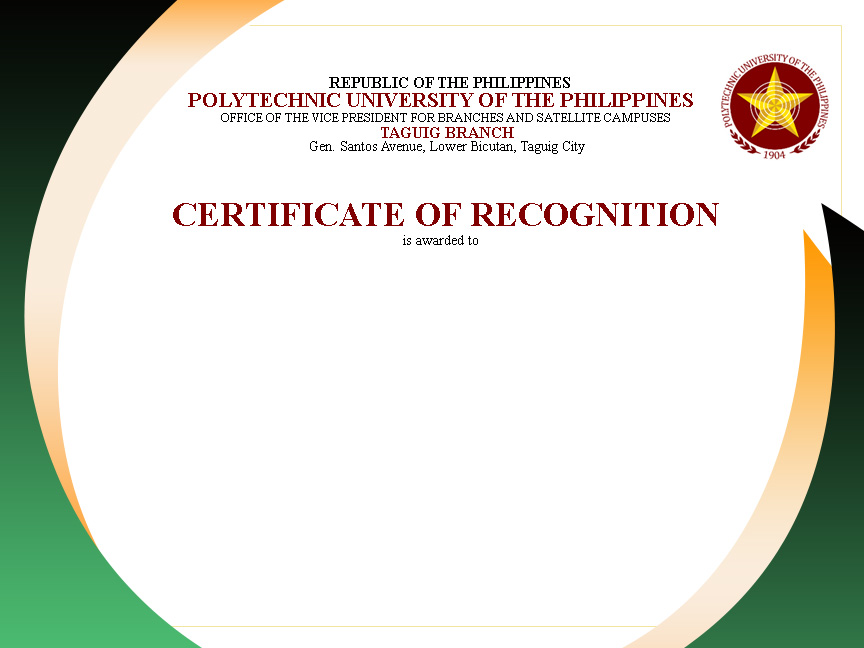 REPUBLIC OF THE PHILIPPINES
POLYTECHNIC UNIVERSITY OF THE PHILIPPINES
OFFICE OF THE VICE PRESIDENT FOR BRANCHES AND SATELLITE CAMPUSES
TAGUIG BRANCH
Gen. Santos Avenue, Lower Bicutan, Taguig City
POLYTECHNIC UNIVERSITY OF THE PHILIPPINES
1904
CERTIFICATE OF RECOGNITION
is awarded to